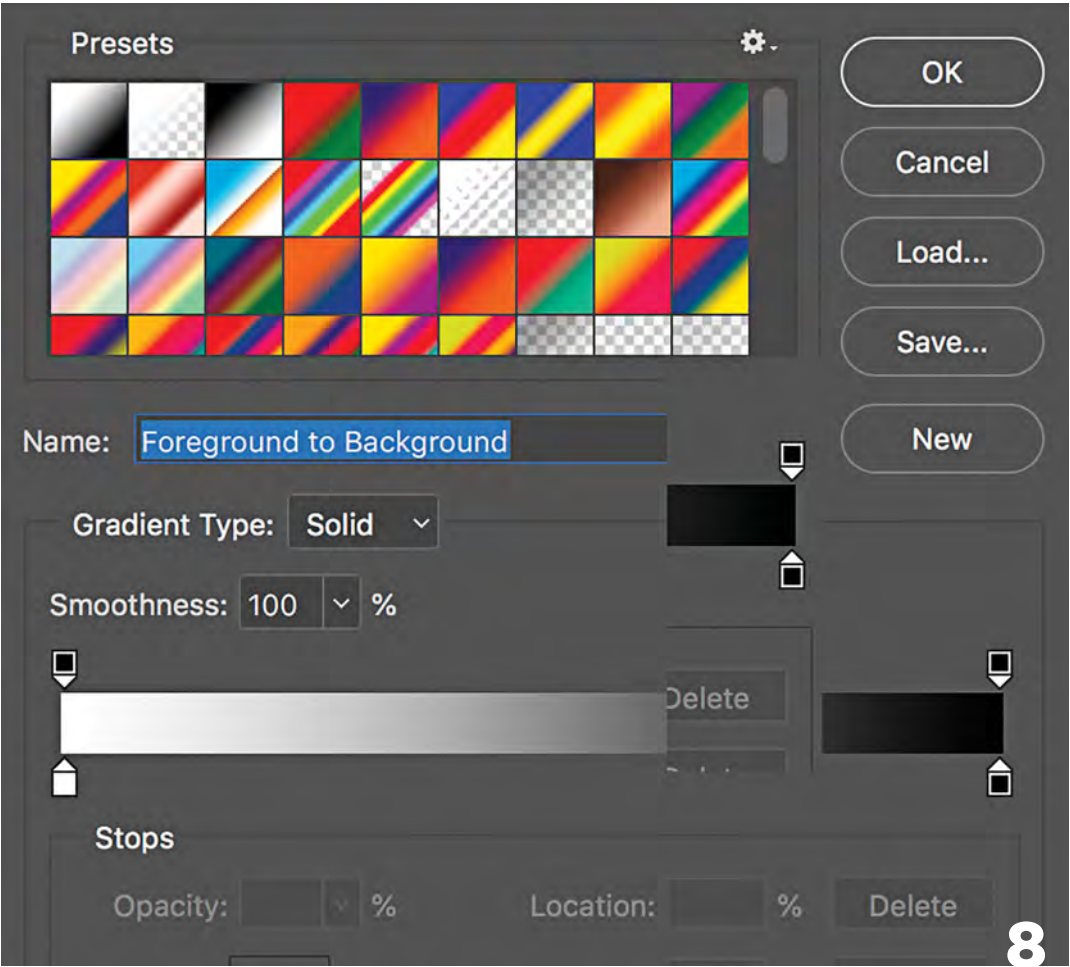 Presets
OK
Cancel
Load...
Save...
New
Name: Foreground to Background
Gradient Type: Solid
Smoothness: 100 %
Delete
Stops
Opacity: % Location: % Delete
8